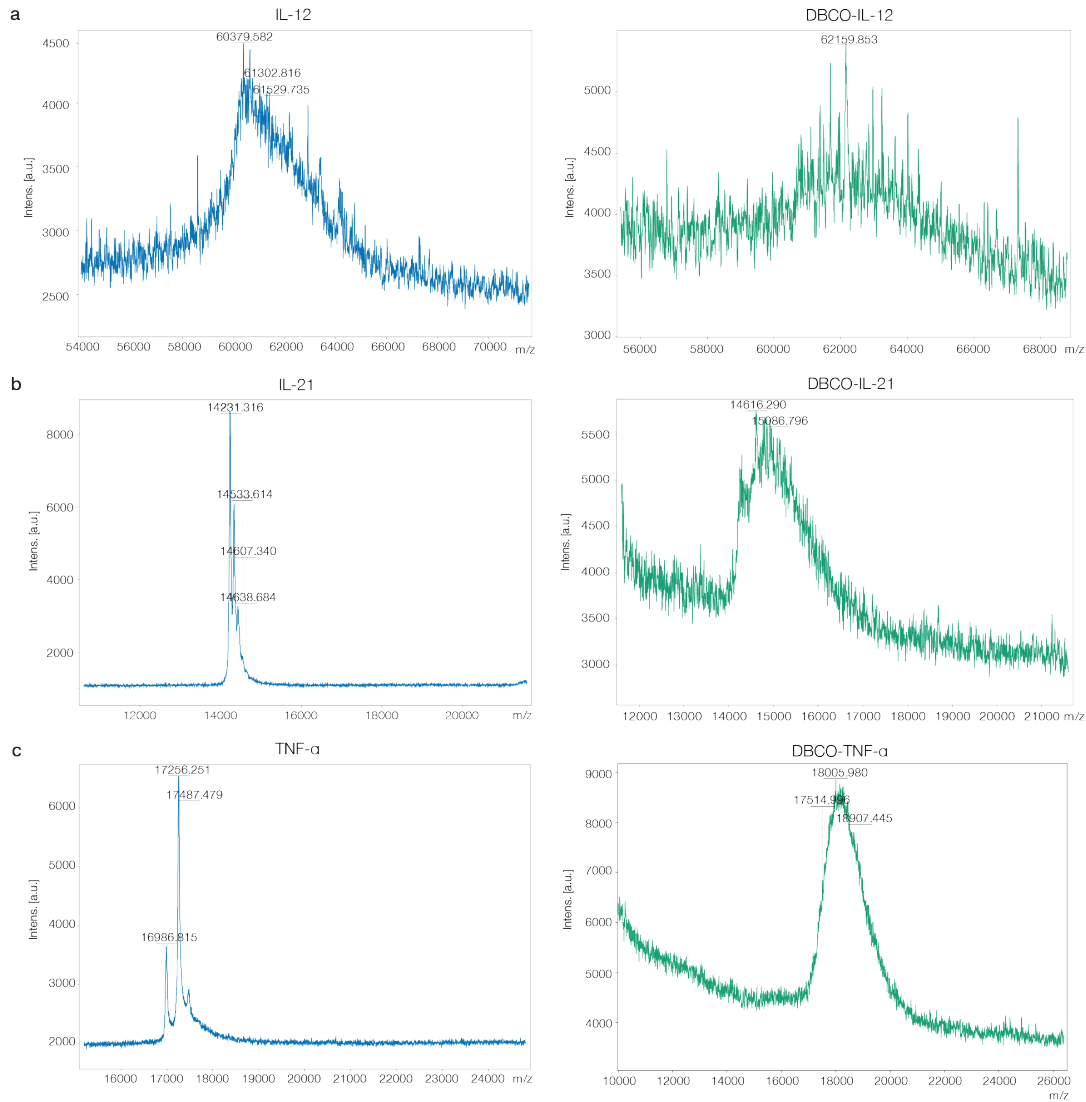 a
IL-12
60379.582
61302.816
61529.735
Intens. [a.u.]
4500
4000
3500
3000
2500
54000 56000 58000 60000 62000 64000 66000 68000 70000 m/z
DBCO-IL-12
62159.853
Intens. [a.u.]
5000
4500
4000
3500
3000
56000 58000 60000 62000 64000 66000 68000 m/z
b
IL-21
14231.316
14533.614
14607.340
14638.684
Intens. [a.u.]
8000
6000
4000
2000
12000 14000 16000 18000 20000 m/z
DBCO-IL-21
14616.290
15086.796
Intens. [a.u.]
5500
5000
4500
4000
3500
3000
12000 13000 14000 15000 16000 17000 18000 19000 20000 21000 m/z
c
TNF-α
17256.251
17487.479
16986.815
Intens. [a.u.]
6000
5000
4000
3000
2000
16000 17000 18000 19000 20000 21000 22000 23000 24000 m/z
DBCO-TNF-α
18005.980
17514.996
18907.445
Intens. [a.u.]
9000
8000
7000
6000
5000
4000
10000 12000 14000 16000 18000 20000 22000 24000 26000
m/z